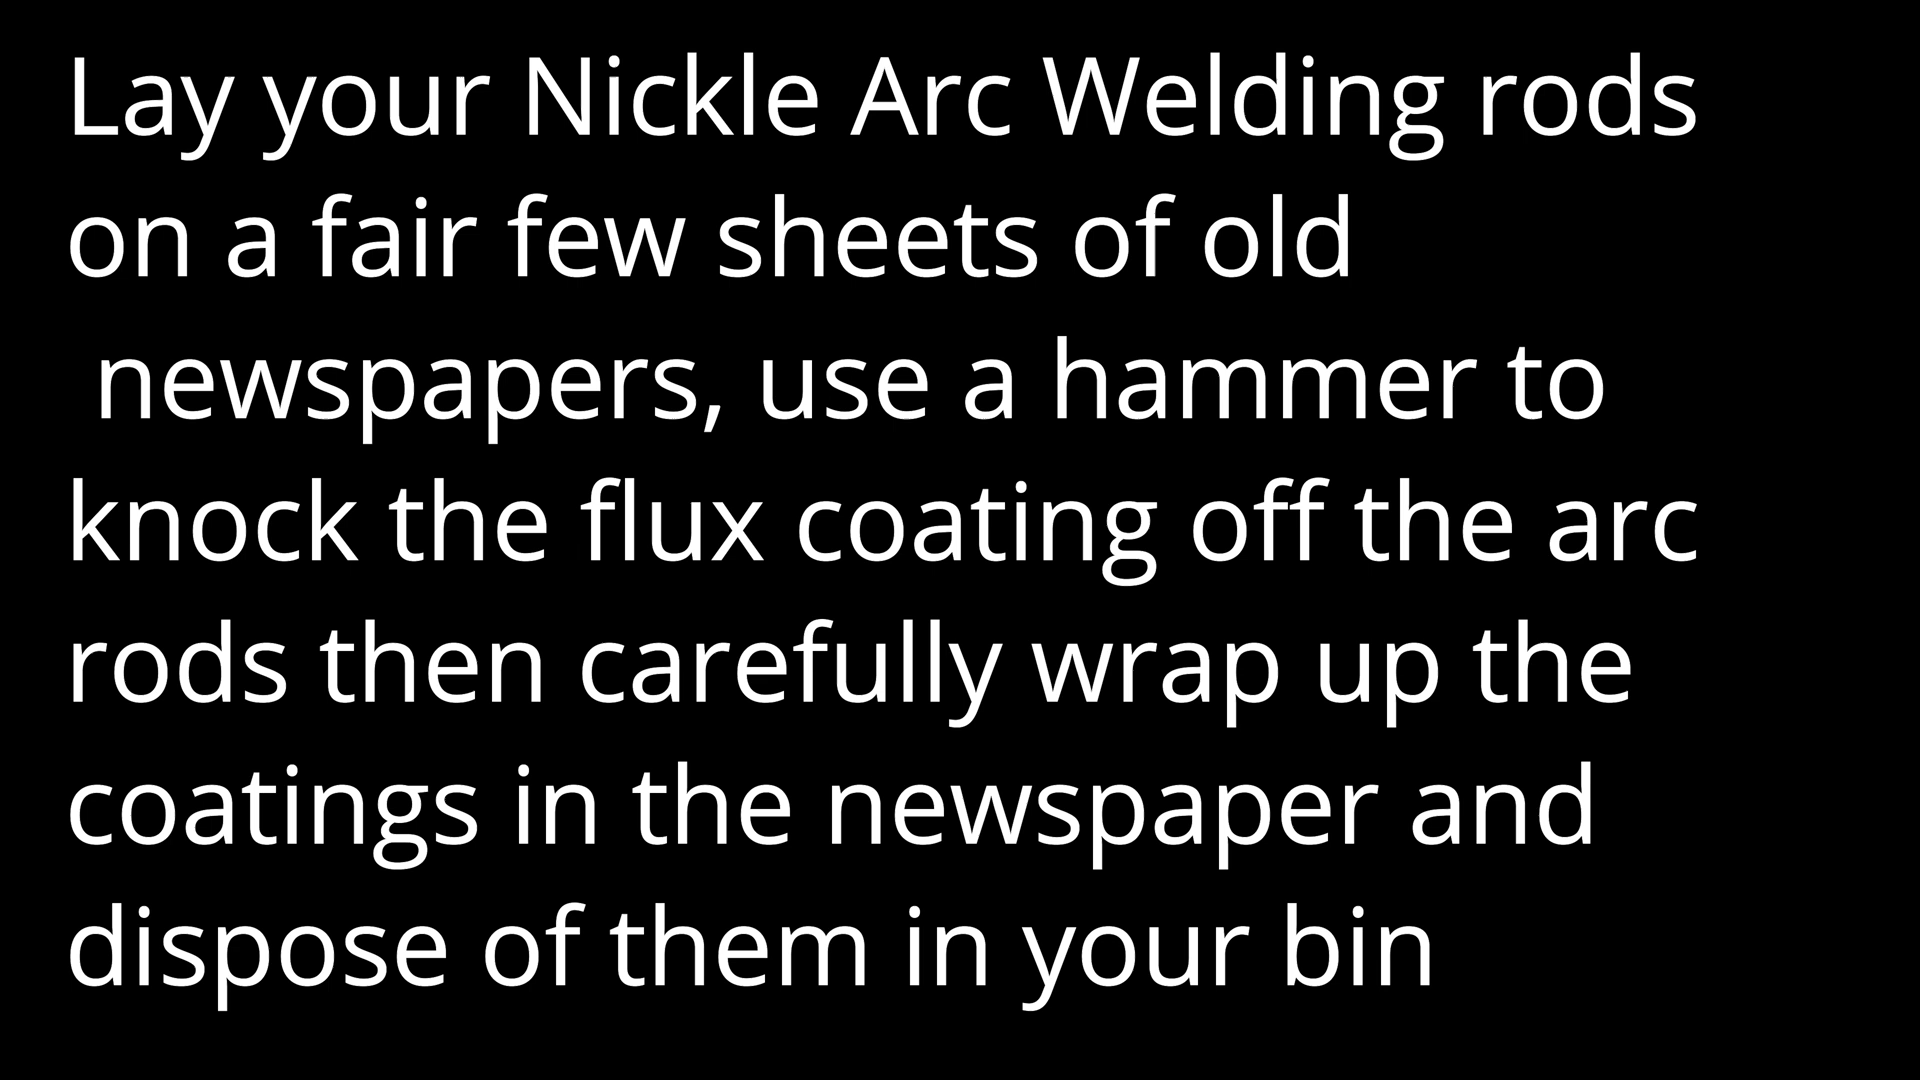 Lay your Nickle Arc Welding rods
on a fair few sheets of old
newspapers, use a hammer to
knock the flux coating off the arc
rods then carefully wrap up the
coatings in the newspaper and
dispose of them in your bin